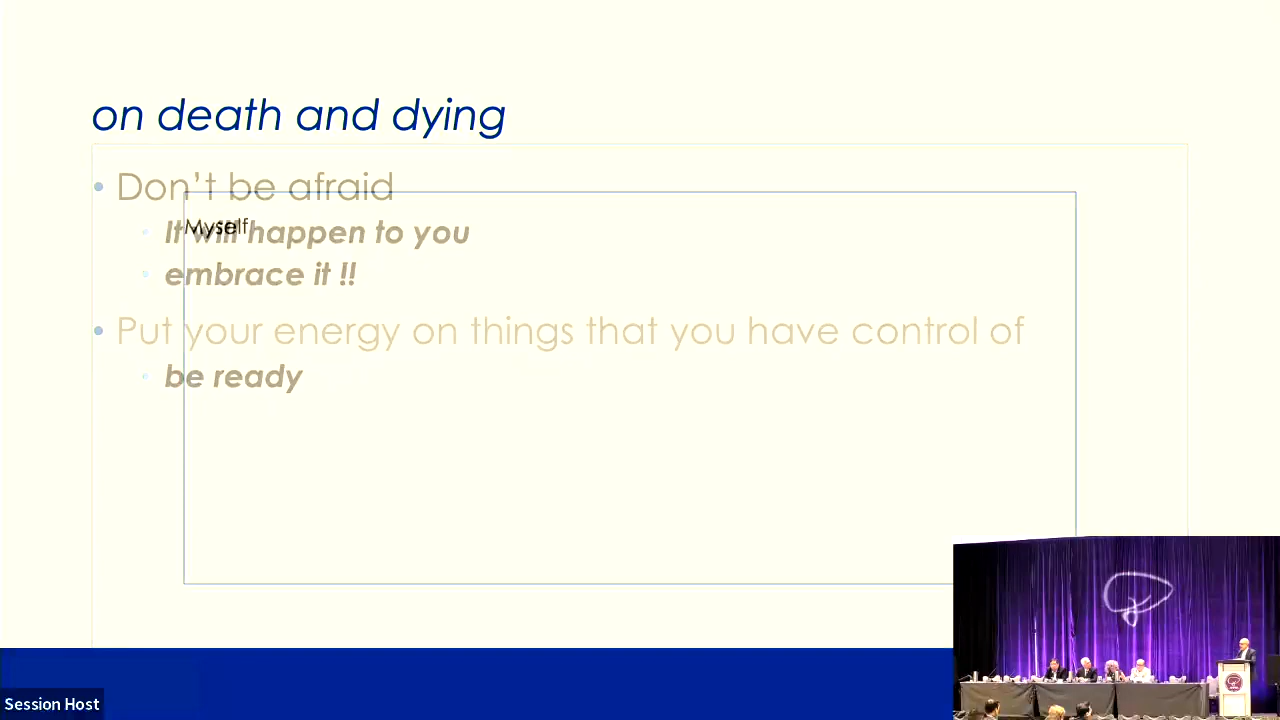 on death and dying
• Don't be afraid
Myself
• It will happen to you
• embrace it !!
• Put your energy on things that you have control of
• be ready
Session Host